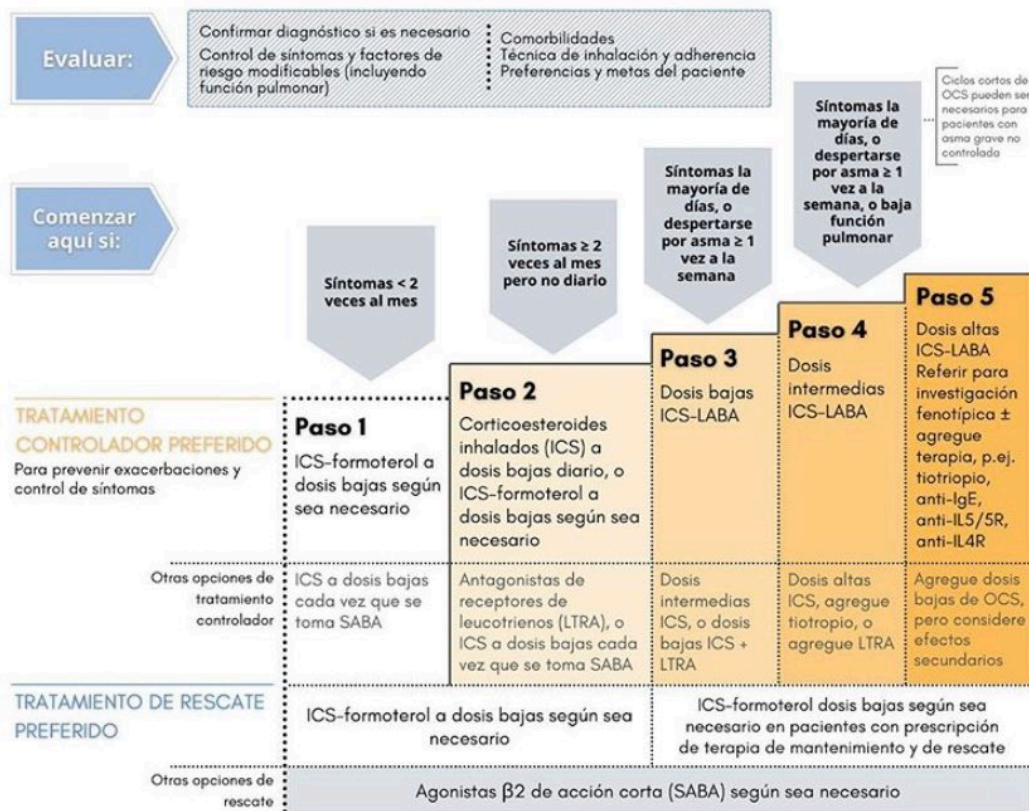 Evaluar:
Confirmar diagnóstico si es necesario
Control de síntomas y factores de
riesgo modificables (incluyendo
función pulmonar)
Comorbilidades
Técnica de inhalación y adherencia
Preferencias y metas del paciente
Comenzar
aquí si:
Síntomas < 2
veces al mes
Síntomas ≥ 2
veces al mes
pero no diario
Síntomas la
mayoría de
días, o
despertarse
por asma ≥ 1
vez a la
semana
Síntomas la
mayoría de
días, o
despertarse
por asma ≥ 1
vez a la
semana, o baja
función
pulmonar
Ciclos cortos de
OCS pueden ser
necesarios para
pacientes con
asma grave no
controlada
TRATAMIENTO
CONTROLADOR PREFERIDO
Para prevenir exacerbaciones y
control de síntomas
Paso 1
ICS-formoterol a
dosis bajas según
sea necesario
Paso 2
Corticoesteroides
inhalados (ICS) a
dosis bajas diario, o
ICS-formoterol a
dosis bajas según sea
necesario
Paso 3
Dosis bajas
ICS-LABA
Paso 4
Dosis
intermedias
ICS-LABA
Paso 5
Dosis altas
ICS-LABA
Referir para
investigación
fenotípica ±
agregue
terapia, p.ej.
tiotriopio,
anti-IgE,
anti-IL5/5R,
anti-IL4R
Otras opciones de
tratamiento
controlador
ICS a dosis bajas
cada vez que se
toma SABA
Antagonistas de
receptores de
leucotrienos (LTRA), o
ICS a dosis bajas cada
vez que se toma SABA
Dosis
intermedias
ICS, o dosis
bajas ICS +
LTRA
Dosis altas
ICS, agregue
tiotropio, o
agregue LTRA
Agregue dosis
bajas de OCS,
pero considere
efectos
secundarios
TRATAMIENTO DE RESCATE
PREFERIDO
ICS-formoterol a dosis bajas según sea
necesario
ICS-formoterol dosis bajas según sea
necesario en pacientes con prescripción
de terapia de mantenimiento y de rescate
Otras opciones de
rescate
Agonistas β2 de acción corta (SABA) según sea necesario